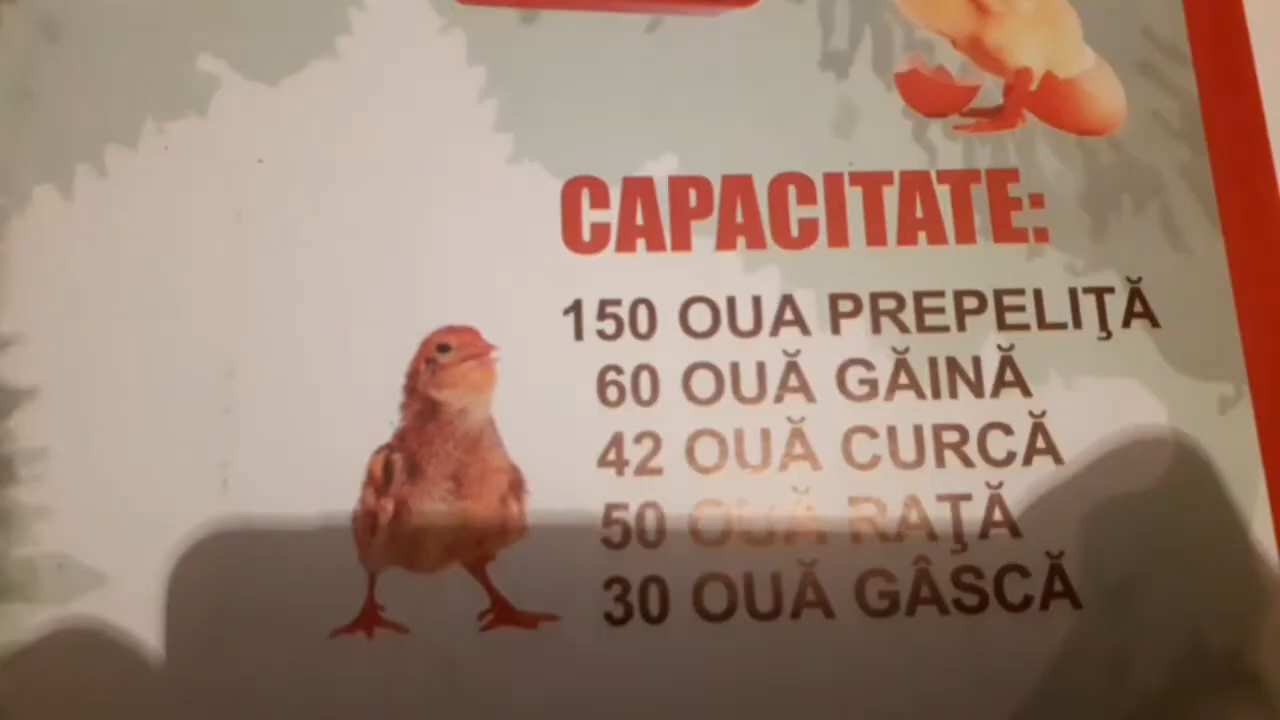 CAPACITATE:
150 OUA PREPELIŢĂ
60 OUĂ GĂINĂ
42 OUĂ CURCĂ
50 OUĂ RAŢĂ
30 OUĂ GÂSCĂ